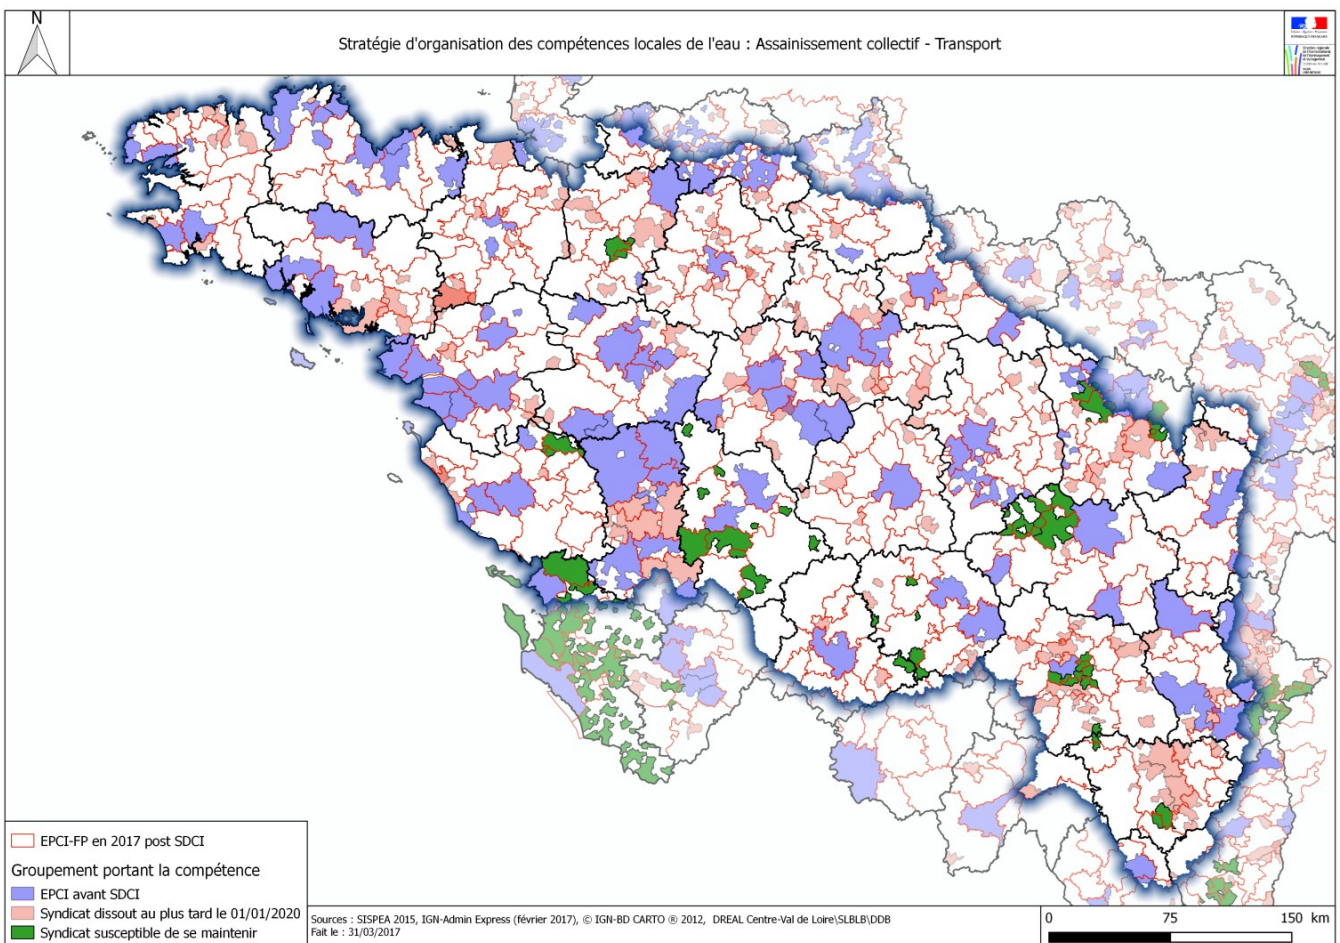 N
Stratégie d'organisation des compétences locales de l'eau : Assainissement collectif - Transport
EPCI-FP en 2017 post SDCI
Groupement portant la compétence
EPCI avant SDCI
Syndicat dissout au plus tard le 01/01/2020
Syndicat susceptible de se maintenir
Sources : SISPEA 2015, IGN-Admin Express (février 2017), © IGN-BD CARTO ® 2012, DREAL Centre-Val de Loire\SLBLB\DDB
Fait le : 31/03/2017
0 75 150 km